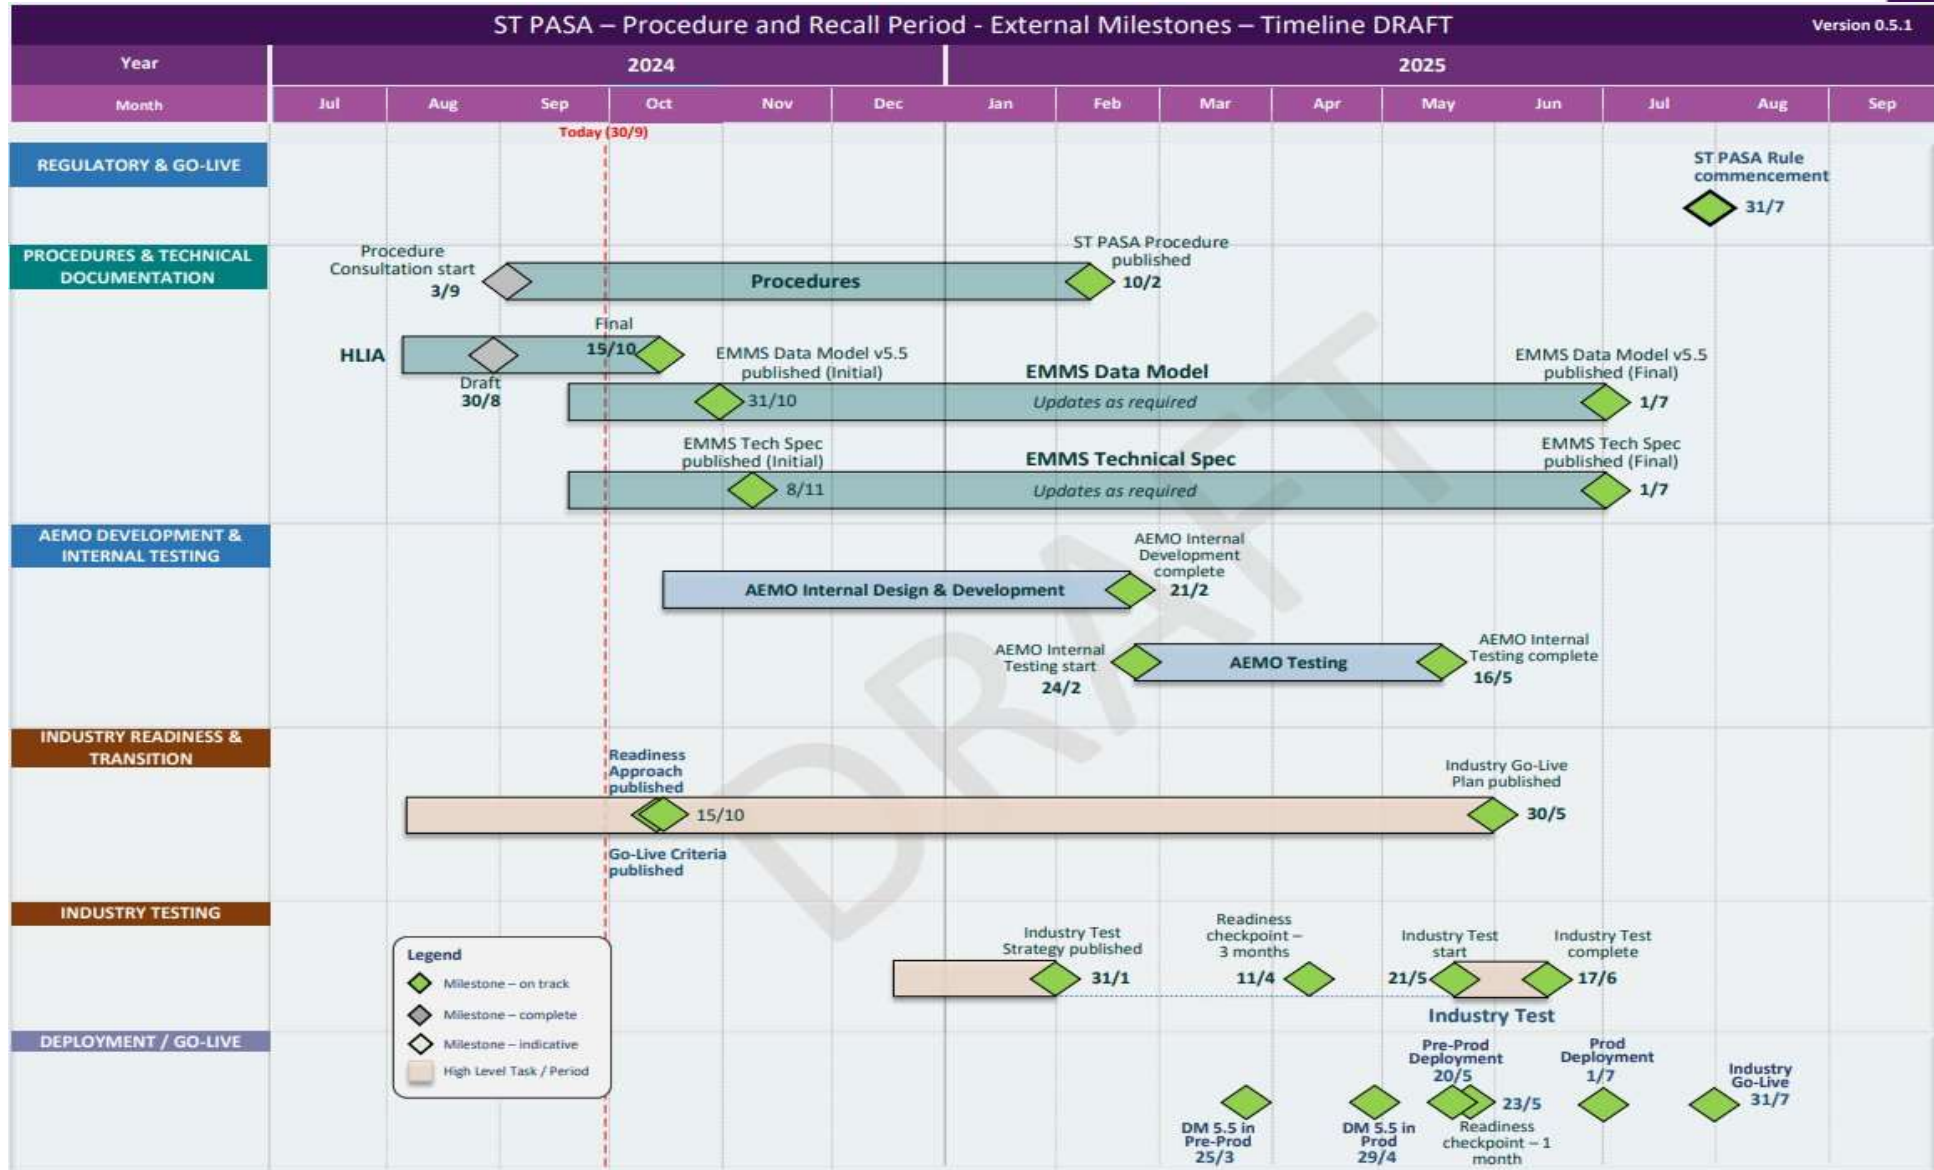 ST PASA – Procedure and Recall Period - External Milestones – Timeline DRAFT
Version 0.5.1
Year
2024
2025
Month
Jul
Aug
Sep
Oct
Nov
Dec
Jan
Feb
Mar
Apr
May
Jun
Jul
Aug
Sep
Today (30/9)
REGULATORY & GO-LIVE
ST PASA Rule
commencement
31/7
PROCEDURES & TECHNICAL
DOCUMENTATION
Procedure
Consultation start
3/9
Procedures
ST PASA Procedure
published
10/2
HLIA
Draft
30/8
Final
15/10
EMMS Data Model v5.5
published (Initial)
31/10
EMMS Data Model
Updates as required
EMMS Data Model v5.5
published (Final)
1/7
EMMS Tech Spec
published (Initial)
8/11
EMMS Technical Spec
Updates as required
EMMS Tech Spec
published (Final)
1/7
AEMO DEVELOPMENT &
INTERNAL TESTING
AEMO Internal Design & Development
AEMO Internal
Development
complete
21/2
AEMO Internal
Testing start
24/2
AEMO Testing
AEMO Internal
Testing complete
16/5
INDUSTRY READINESS &
TRANSITION
Readiness
Approach
published
15/10
Go-Live Criteria
published
Industry Go-Live
Plan published
30/5
INDUSTRY TESTING
Industry Test
Strategy published
31/1
Readiness
checkpoint –
3 months
11/4
Industry Test
start
21/5
Industry Test
complete
17/6
Industry Test
Legend
Milestone – on track
Milestone – complete
Milestone – indicative
High Level Task / Period
DEPLOYMENT / GO-LIVE
DM 5.5 in
Pre-Prod
25/3
DM 5.5 in
Prod
29/4
Pre-Prod
Deployment
20/5
23/5
Readiness
checkpoint – 1
month
Prod
Deployment
1/7
Industry
Go-Live
31/7
DRAFT